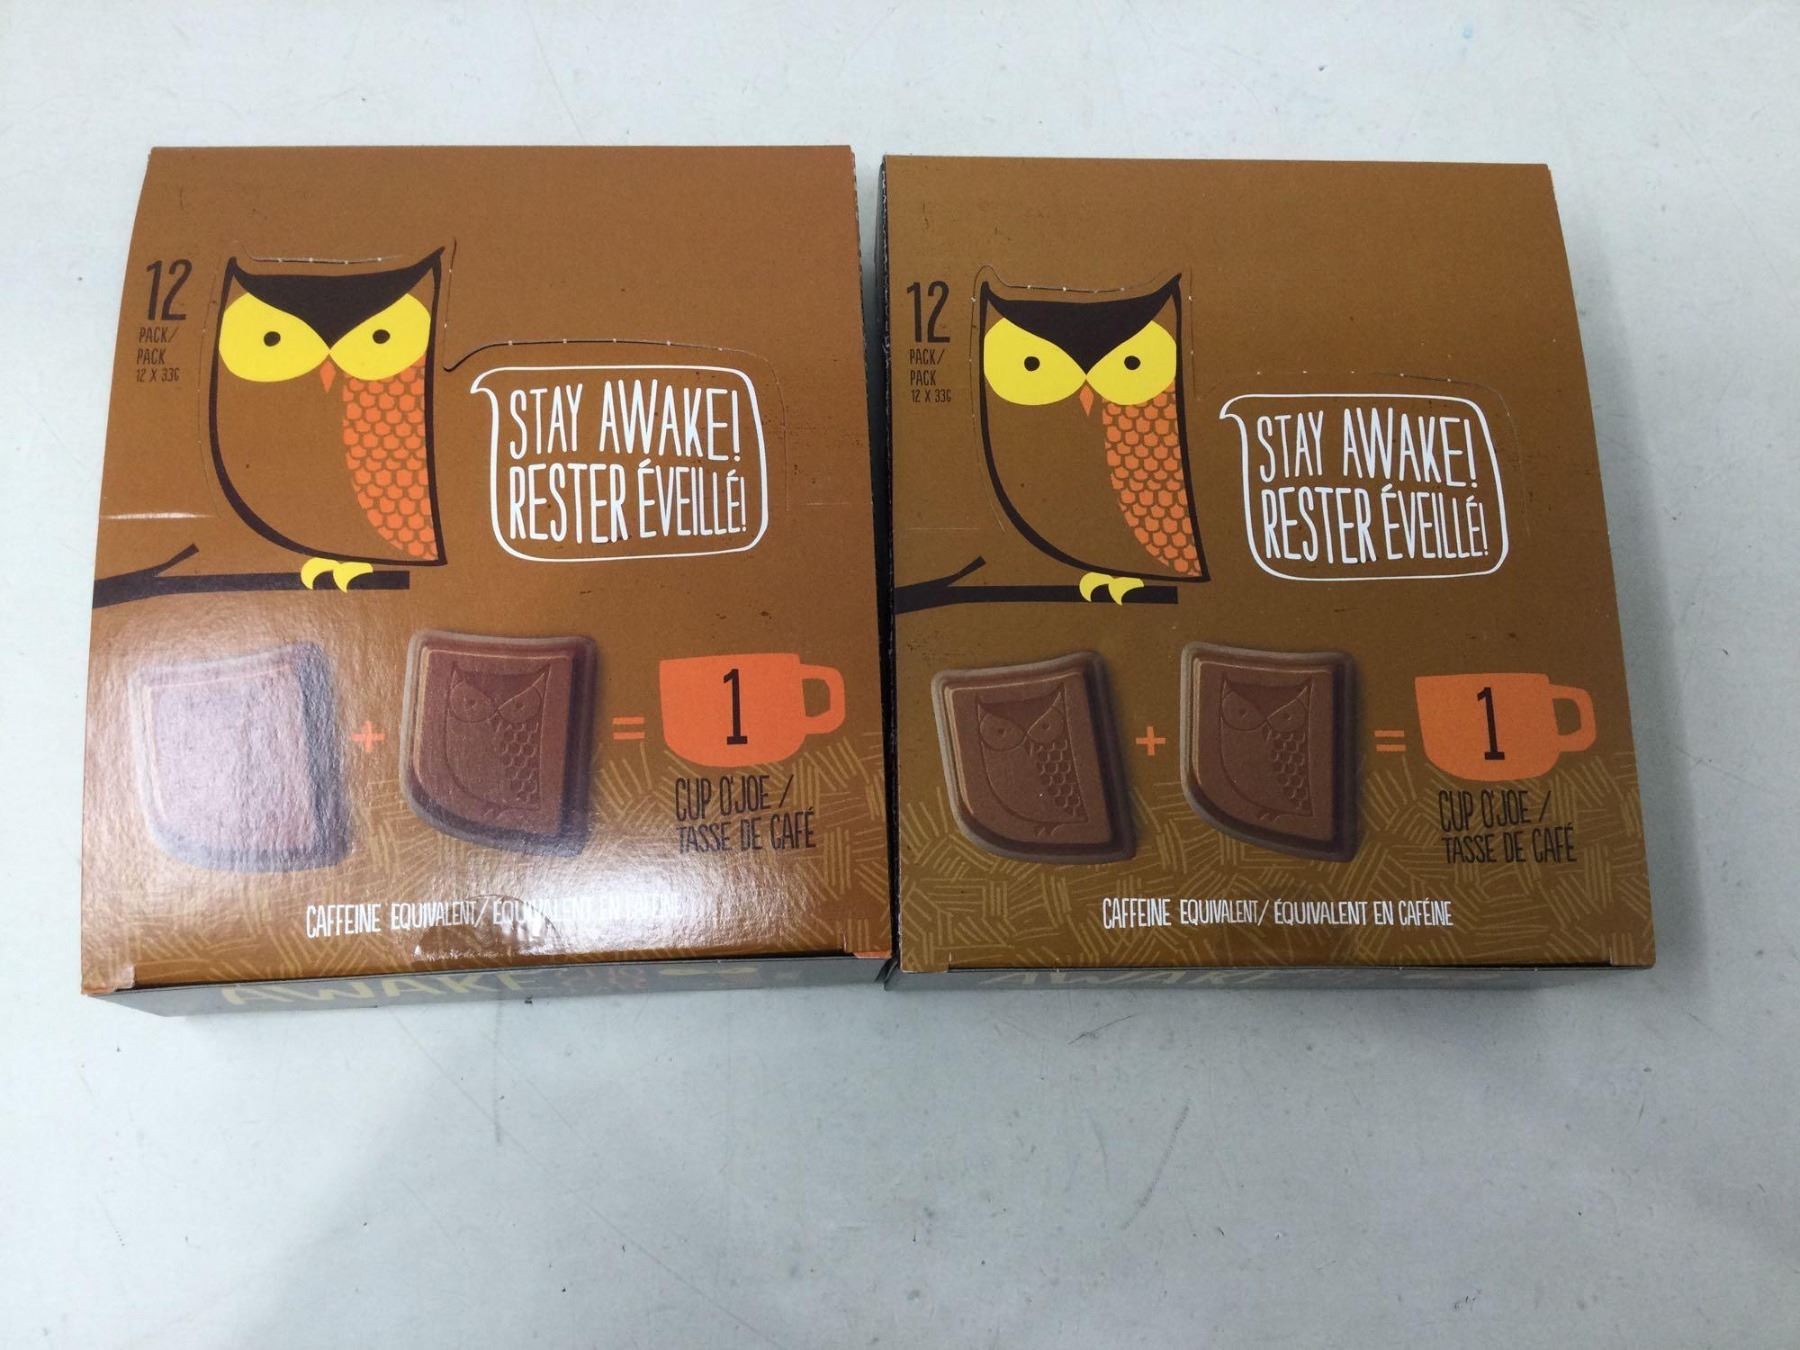 12
PACK/
PACK
12 X 33G
STAY AWAKE!
RESTER ÉVEILLÉ!
+
=
1
CUP O'JOE /
TASSE DE CAFÉ
CAFFEINE EQUIVALENT/ ÉQUIVALENT EN CAFÉINE
AWAKE
12
PACK/
PACK
12 X 33G
STAY AWAKE!
RESTER ÉVEILLÉ!
+
=
1
CUP O'JOE /
TASSE DE CAFÉ
CAFFEINE EQUIVALENT/ ÉQUIVALENT EN CAFÉINE
AWAKE